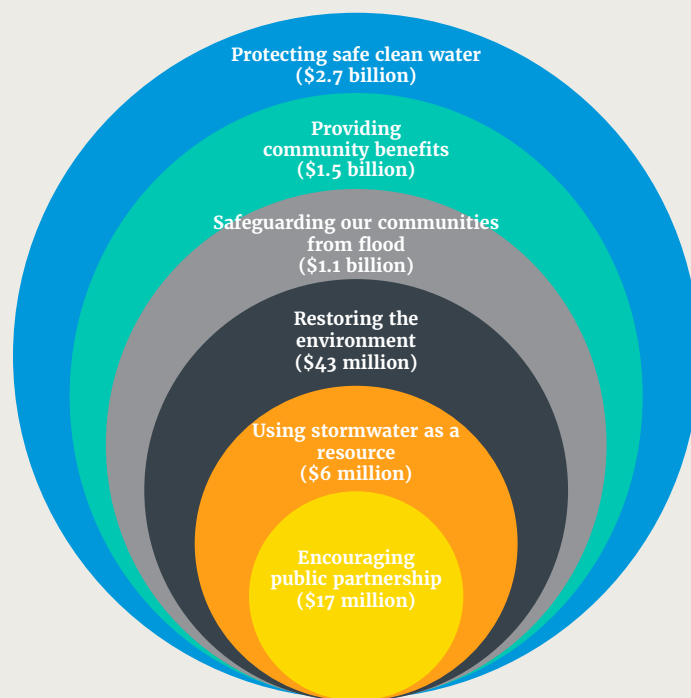 Protecting safe clean water
($2.7 billion)
Providing
community benefits
($1.5 billion)
Safeguarding our communities
from flood
($1.1 billion)
Restoring the
environment
($43 million)
Using stormwater as a
resource
($6 million)
Encouraging
public partnership
($17 million)